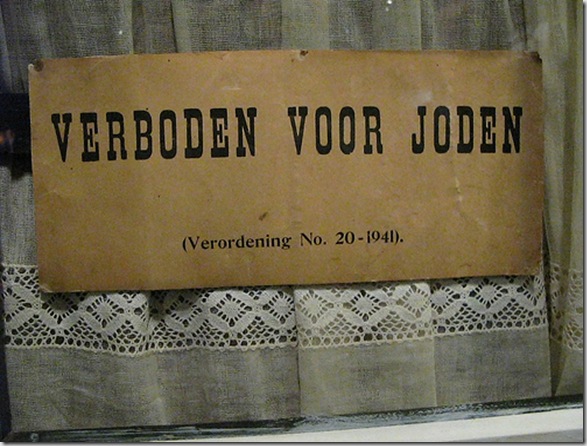 VERBODEN VOOR JODEN
(Verordening No. 20-1941).